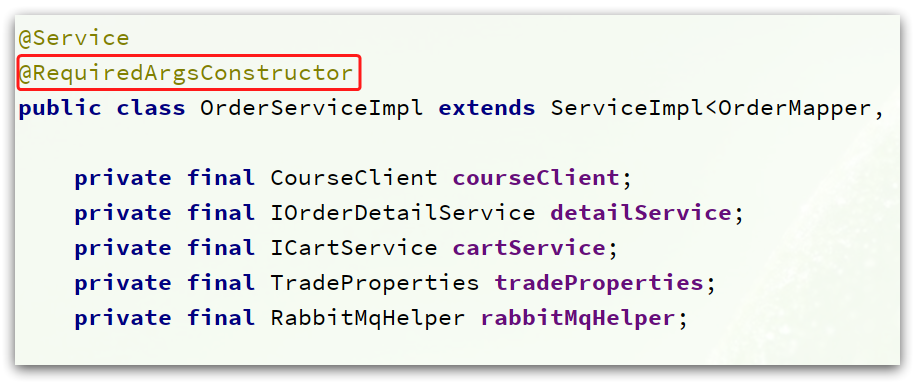 @Service
@RequiredArgsConstructor
public class OrderServiceImpl extends ServiceImpl<OrderMapper,
private final CourseClient courseClient;
private final IOrderDetailService detailService;
private final ICartService cartService;
private final TradeProperties tradeProperties;
private final RabbitMqHelper rabbitMqHelper;